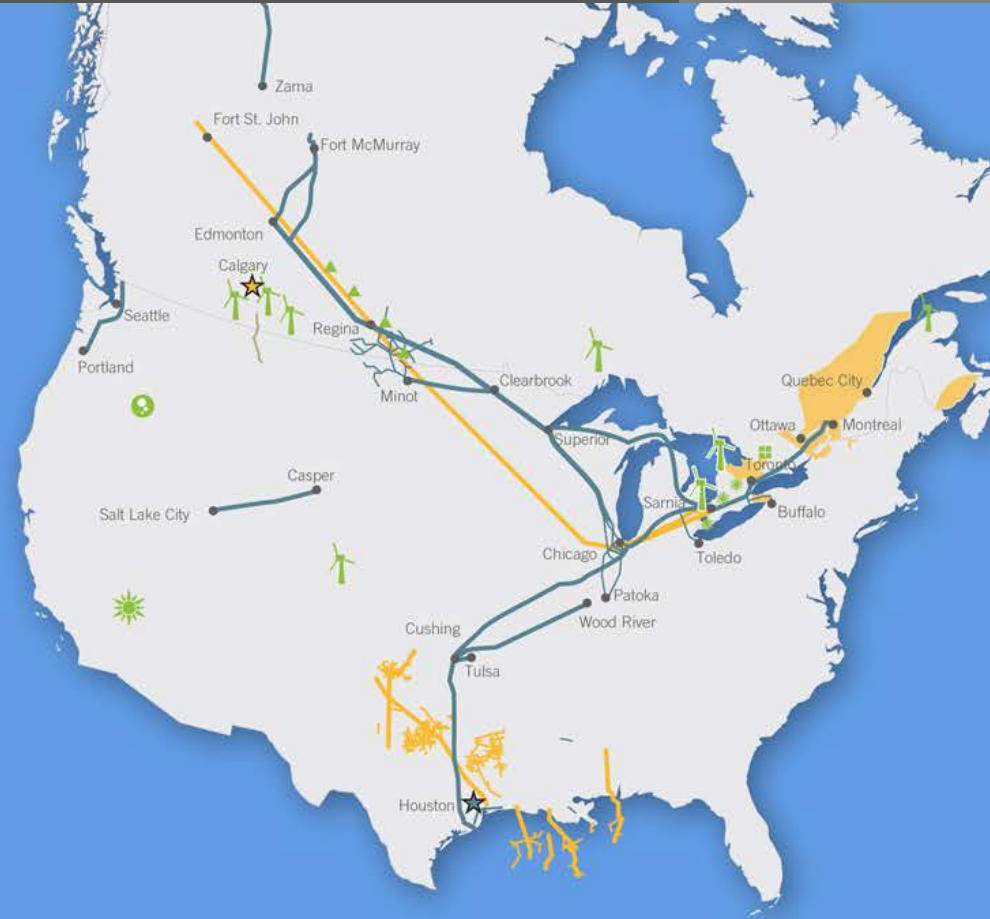 Zama
Fort St. John
Fort McMurray
Edmonton
Calgary
Seattle
Regina
Portland
Minot
Clearbrook
Quebec City
Superior
Ottawa
Montreal
Toronto
Casper
Salt Lake City
Sarnia
Buffalo
Chicago
Toledo
Patoka
Wood River
Cushing
Tulsa
Houston